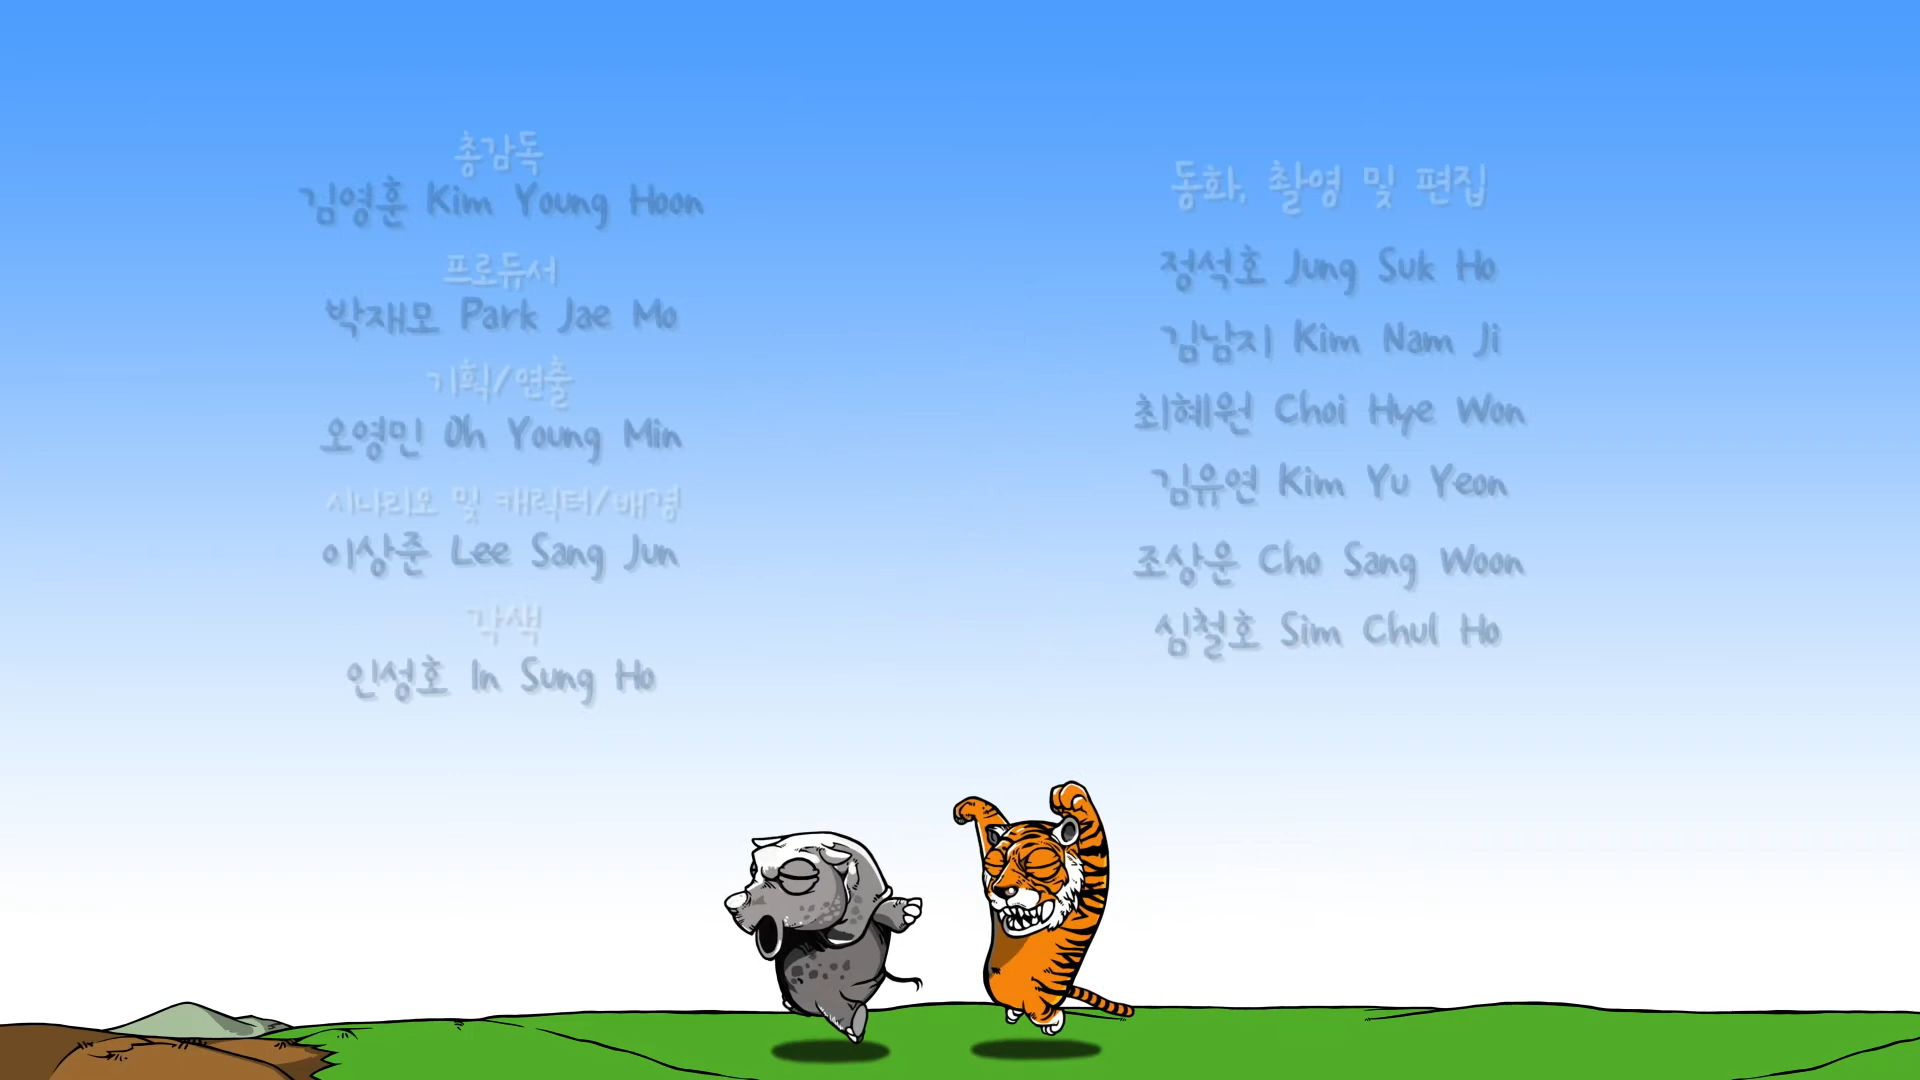 총감독
김영훈 Kim Young Hoon
프로듀서
박재모 Park Jae Mo
기획/연출
오영민 Oh Young Min
시나리오 및 캐릭터/배경
이상준 Lee Sang Jun
각색
인성호 In Sung Ho
동화, 촬영 및 편집
정석호 Jung Suk Ho
김남지 Kim Nam Ji
최혜원 Choi Hye Won
김유연 Kim Yu Yeon
조상운 Cho Sang Woon
심철호 Sim Chul Ho